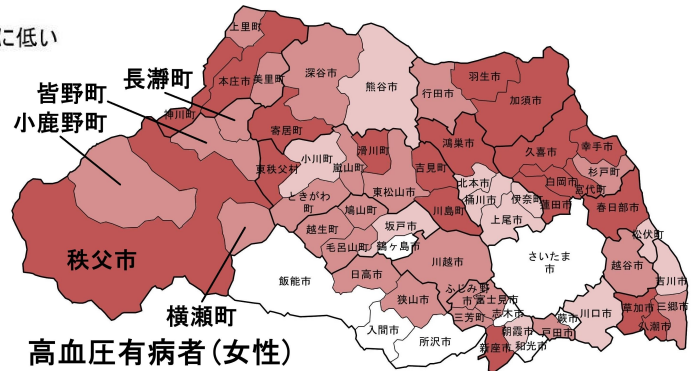 に低い
上里町
本庄市
美里町
神川町
長瀞町
皆野町
小鹿野町
秩父市
横瀬町
深谷市
熊谷市
行田市
羽生市
加須市
寄居町
小川町
東秩父村
嵐山町
滑川町
ときがわ
町
東松山市
吉見町
鴻巣市
久喜市
幸手市
杉戸町
白岡市
宮代町
蓮田市
春日部市
北本市
桶川市
伊奈町
上尾市
川島町
鳩山町
越生町
毛呂山町
坂戸市
鶴ヶ島市
飯能市
日高市
川越市
さいたま
市
松伏町
越谷市
吉川市
狭山市
入間市
所沢市
ふじみ野
市
富士見市
三芳町
志木市
新座市
朝霞市
和光市
戸田市
蕨市
川口市
草加市
三郷市
八潮市
高血圧有病者(女性)